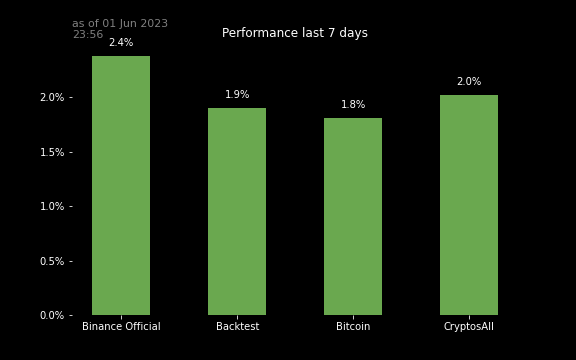 as of 01 Jun 2023
23:56
Performance last 7 days
2.4%
1.9%
1.8%
2.0%
2.0%
1.5%
1.0%
0.5%
0.0%
Binance Official
Backtest
Bitcoin
CryptosAll